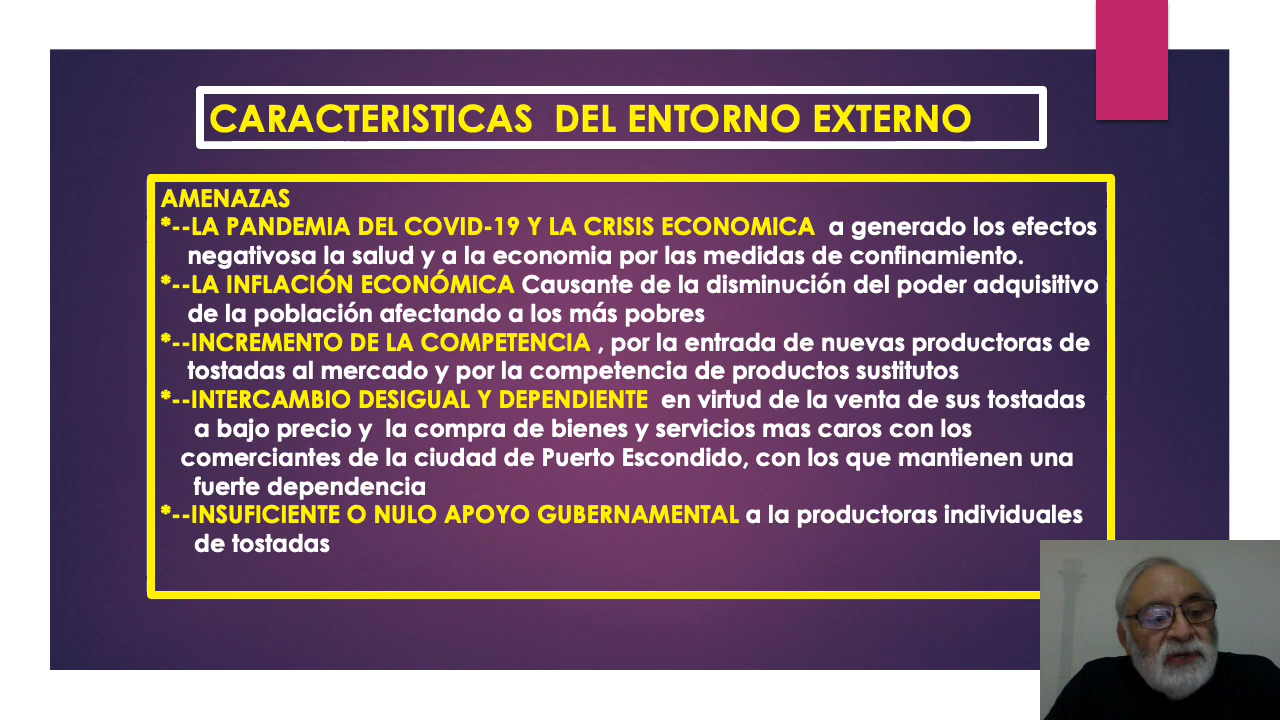 CARACTERISTICAS  DEL ENTORNO EXTERNO
AMENAZAS
*--LA PANDEMIA DEL COVID-19 Y LA CRISIS ECONOMICA  a generado los efectos
negativosa la salud y a la economia por las medidas de confinamiento.
*--LA INFLACIÓN ECONÓMICA Causante de la disminución del poder adquisitivo
de la población afectando a los más pobres
*--INCREMENTO DE LA COMPETENCIA , por la entrada de nuevas productoras de
tostadas al mercado y por la competencia de productos sustitutos
*--INTERCAMBIO DESIGUAL Y DEPENDIENTE  en virtud de la venta de sus tostadas
a bajo precio y  la compra de bienes y servicios mas caros con los
comerciantes de la ciudad de Puerto Escondido, con los que mantienen una
fuerte dependencia
*--INSUFICIENTE O NULO APOYO GUBERNAMENTAL a la productoras individuales
de tostadas